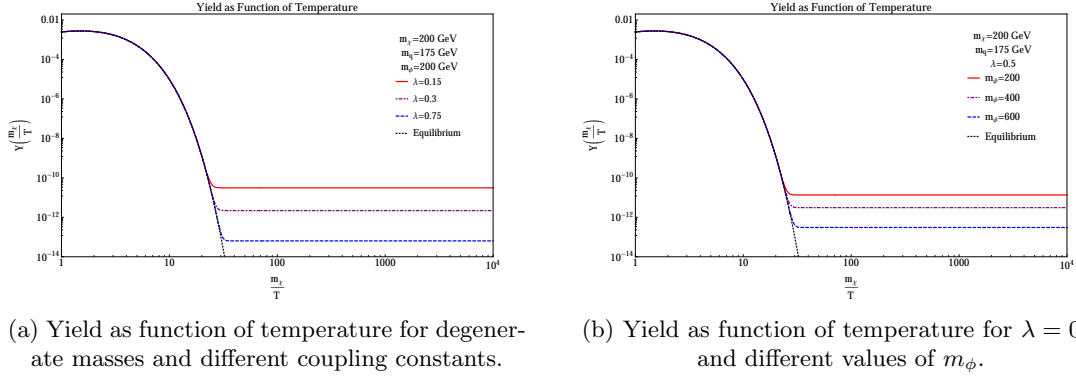 Yield as Function of Temperature
0.01
10⁻⁴
10⁻⁶
10⁻⁸
10⁻¹⁰
10⁻¹²
10⁻¹⁴
Y(m_χ/T)
m_χ=200 GeV
m_q=175 GeV
m_ϕ=200 GeV
λ=0.15
λ=0.3
λ=0.75
Equilibrium
1 10 100 1000 10⁴
m_χ/T
(a) Yield as function of temperature for degener-
ate masses and different coupling constants.
Yield as Function of Temperature
0.01
10⁻⁴
10⁻⁶
10⁻⁸
10⁻¹⁰
10⁻¹²
10⁻¹⁴
Y(m_χ/T)
m_χ=200 GeV
m_q=175 GeV
λ=0.5
m_ϕ=200
m_ϕ=400
m_ϕ=600
Equilibrium
1 10 100 1000 10⁴
m_χ/T
(b) Yield as function of temperature for λ = 0
and different values of m_ϕ.